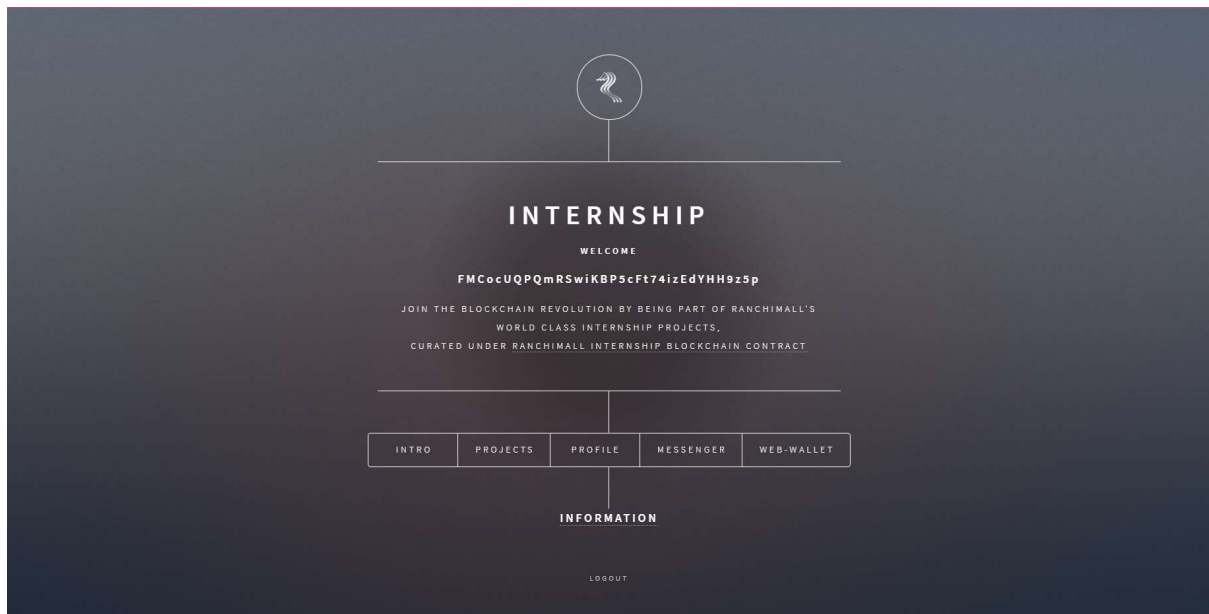 INTERNSHIP
WELCOME
FMCocUQPQmRSwiKBP5cFt74izEdYHH9z5p
JOIN THE BLOCKCHAIN REVOLUTION BY BEING PART OF RANCHIMALL'S
WORLD CLASS INTERNSHIP PROJECTS,
CURATED UNDER RANCHIMALL INTERNSHIP BLOCKCHAIN CONTRACT
INTRO PROJECTS PROFILE MESSENGER WEB-WALLET
INFORMATION
LOGOUT